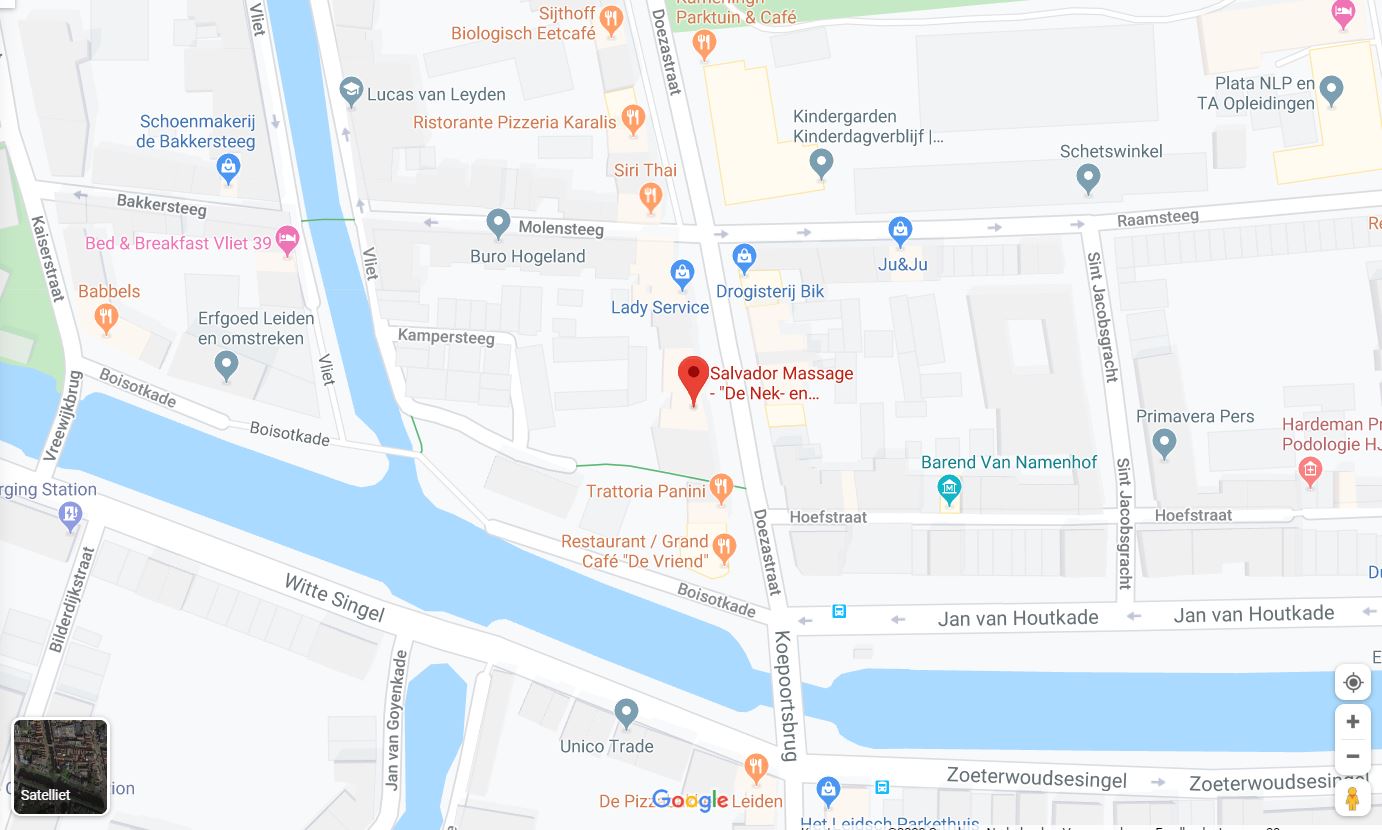 Sijthoff
Biologisch Eetcafé
Parktuin & Café
Vliet
Doezastraat
Lucas van Leyden
Schoenmakerij
de Bakkersteeg
Ristorante Pizzeria Karalis
Kindergarden
Kinderdagverblijf |...
Plata NLP en
TA Opleidingen
Schetswinkel
Siri Thai
Bakkersteeg
Molensteeg
Raamsteeg
Kaiserstraat
Bed & Breakfast Vliet 39
Vliet
Buro Hogeland
Ju&Ju
Sint Jacobsgracht
Babbels
Lady Service
Drogisterij Bik
Erfgoed Leiden
en omstreken
Kampersteeg
Vliet
Salvador Massage
- "De Nek- en...
Boisotkade
Vreewijkbrug
Boisotkade
Primavera Pers
Hardeman Pr
Podologie HJ
Barend Van Namenhof
Sint Jacobsgracht
rging Station
Trattoria Panini
Doezastraat
Hoefstraat
Hoefstraat
Restaurant / Grand
Café "De Vriend"
Bilderdijkstraat
Witte Singel
Boisotkade
Jan van Houtkade
Jan van Houtkade
Koepoortsbrug
Jan van Goyenkade
Unico Trade
Zoeterwoudsesingel
Zoeterwoudsesingel
Satelliet
De Pizz
Google
Leiden
Het Leidsch Parkethuis